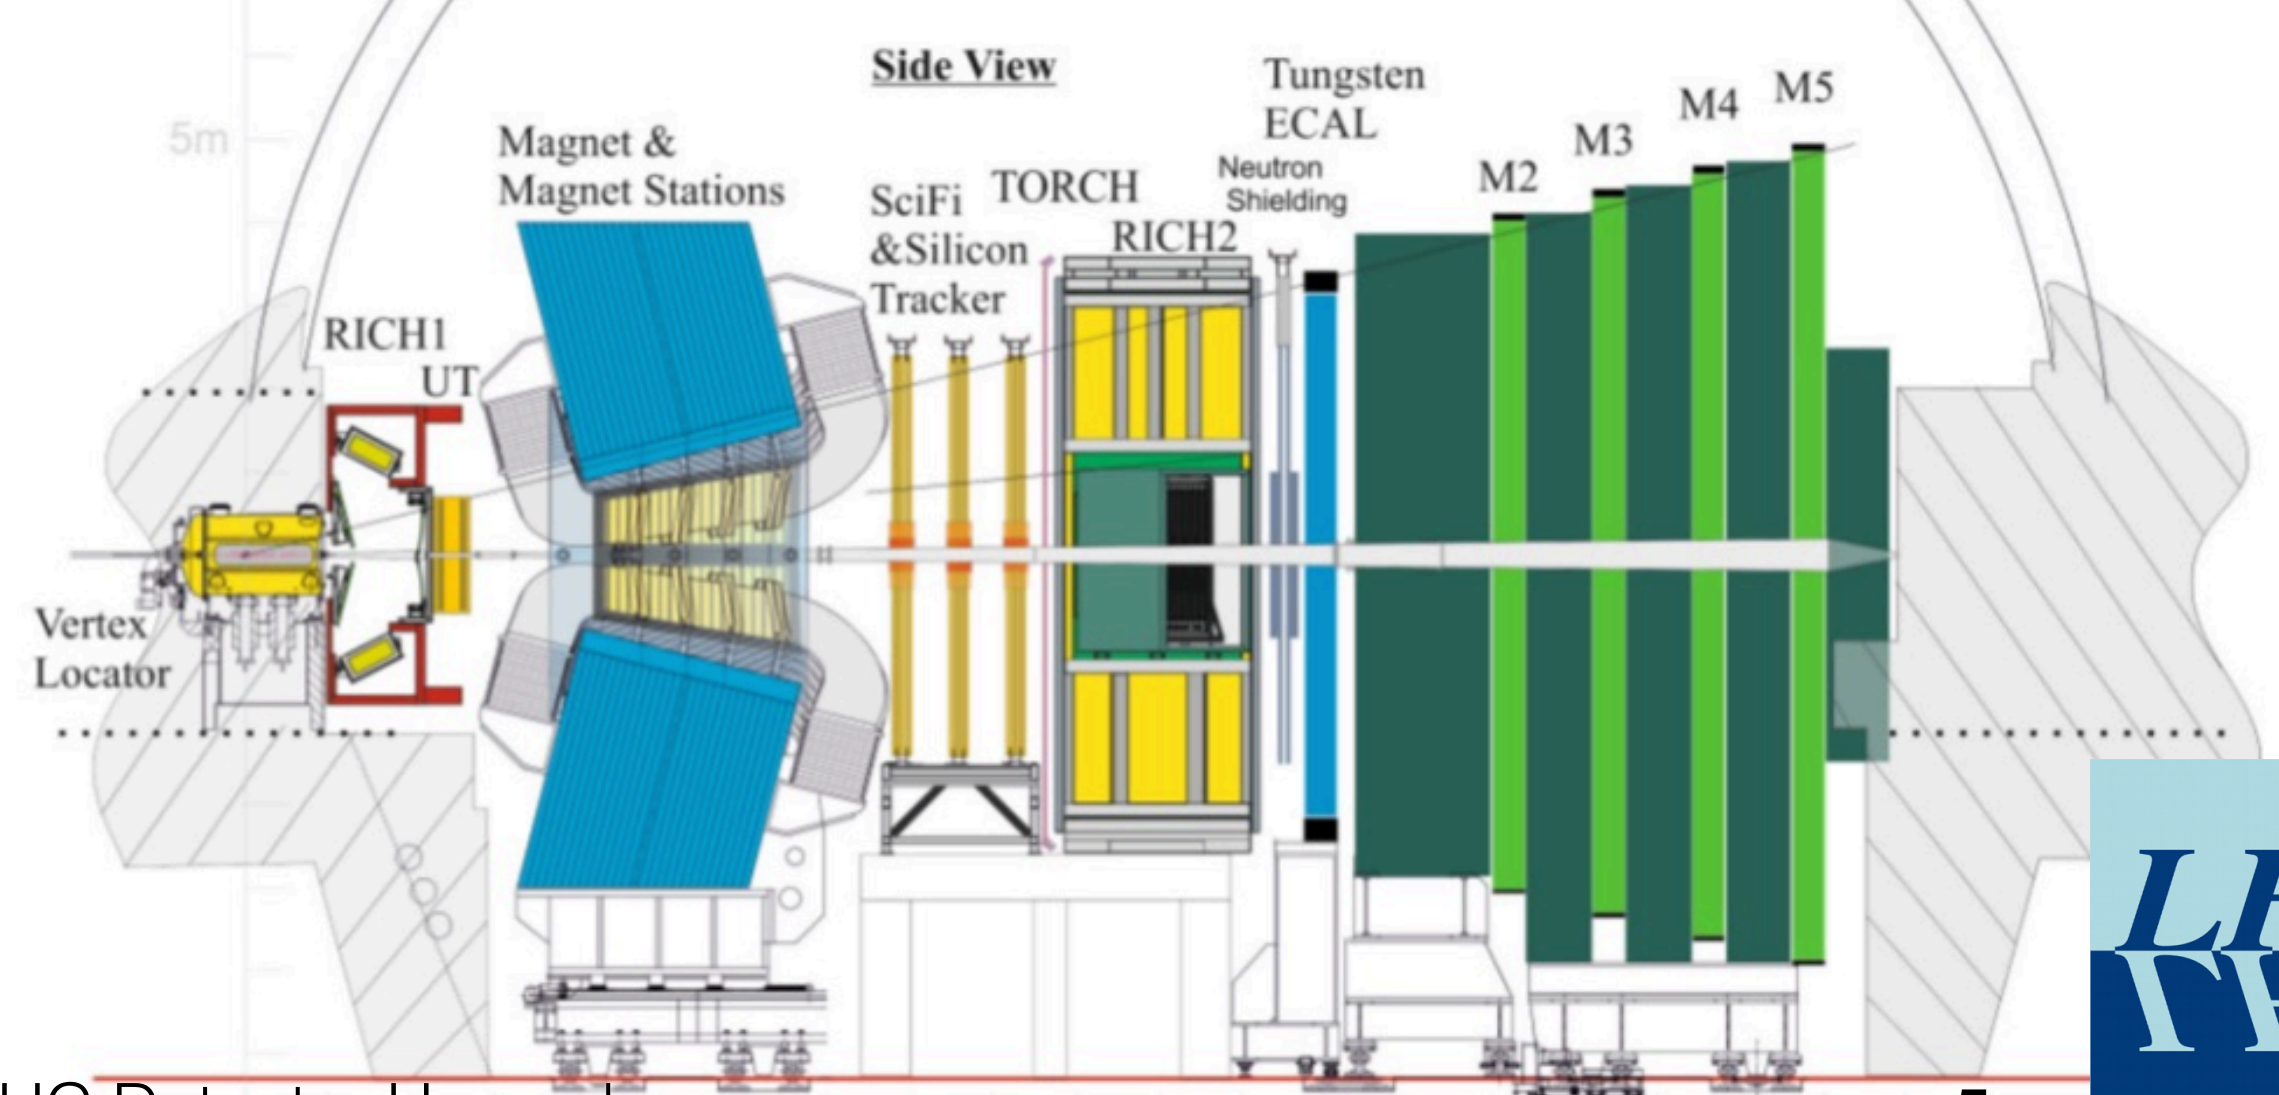 Side View
5m
Magnet &
Magnet Stations
SciFi
&Silicon
Tracker
TORCH
RICH2
Tungsten
ECAL
Neutron
Shielding
M2
M3
M4
M5
RICH1
UT
Vertex
Locator